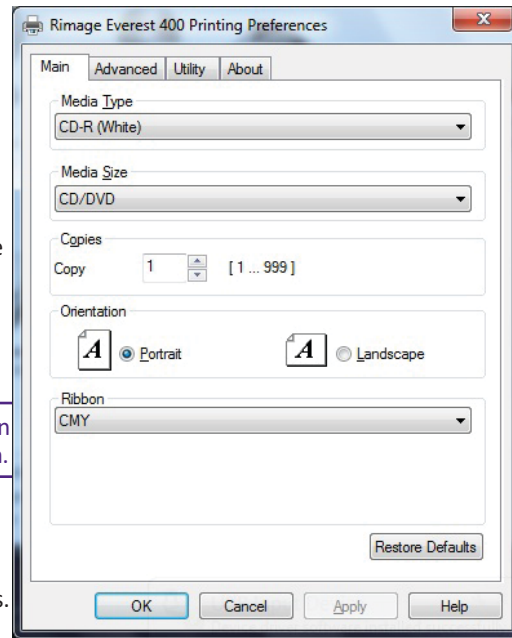 Rimage Everest 400 Printing Preferences
Main Advanced Utility About
Media Type
CD-R (White)
Media Size
CD/DVD
Copies
Copy 1 [ 1 ... 999 ]
Orientation
A Portrait A Landscape
Ribbon
CMY
Restore Defaults
OK Cancel Apply Help